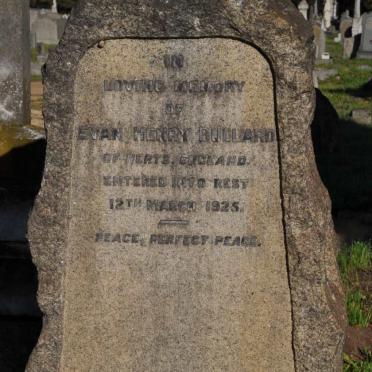 IN
LOVING MEMORY
OF
EVAN HENRY BULLARD
OF HERTS, ENGLAND.
ENTERED INTO REST
12TH MARCH 1925.
PEACE, PERFECT PEACE.